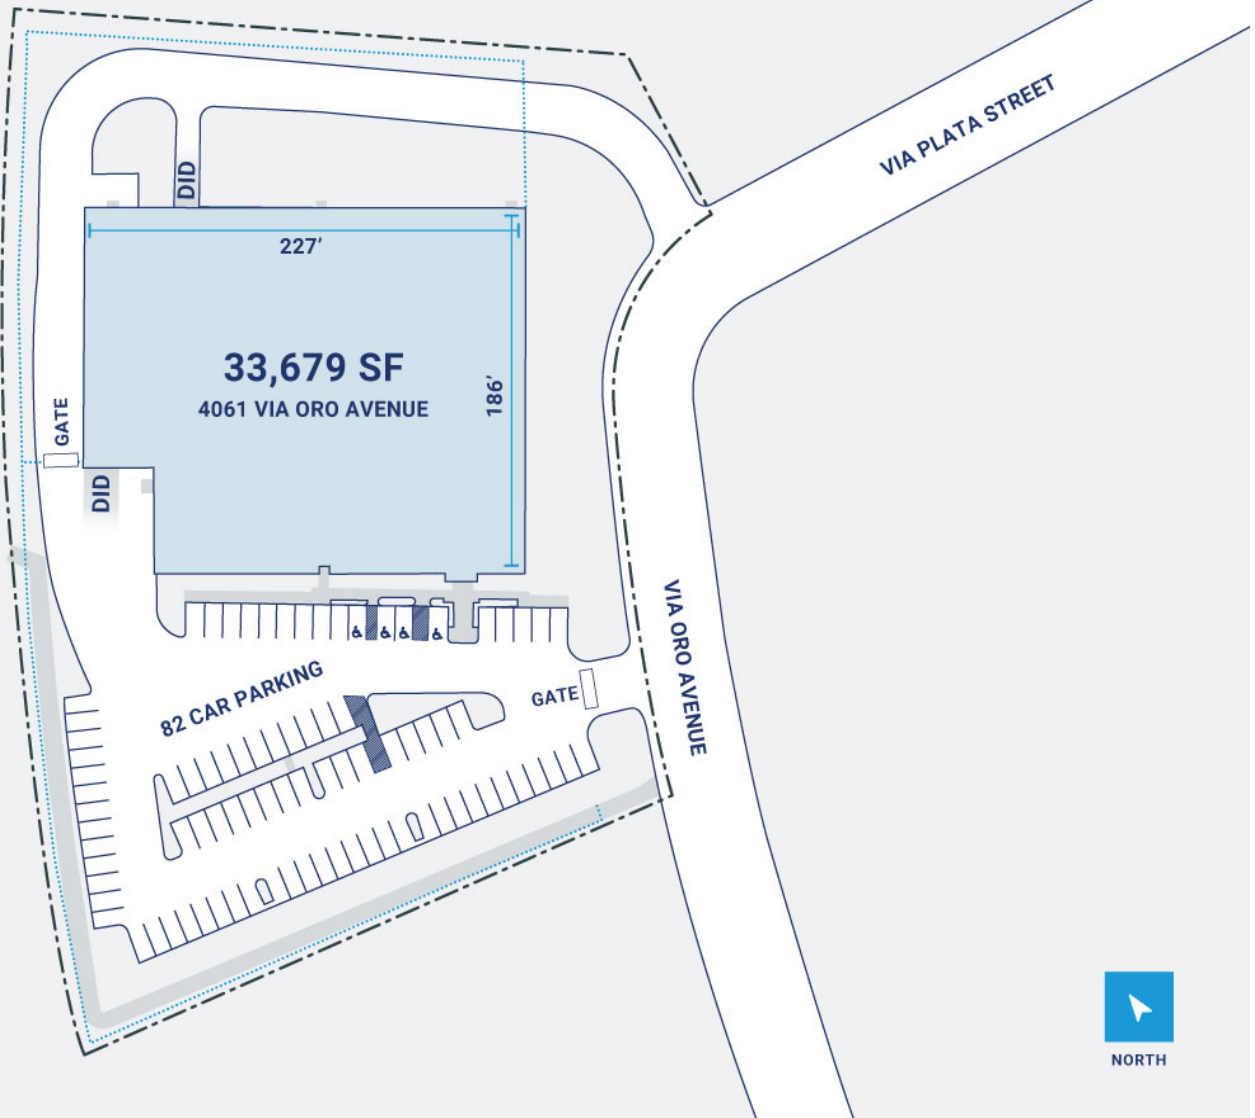 VIA PLATA STREET
DID
227’
186’
33,679 SF
4061 VIA ORO AVENUE
GATE
DID
VIA ORO AVENUE
82 CAR PARKING
GATE
NORTH